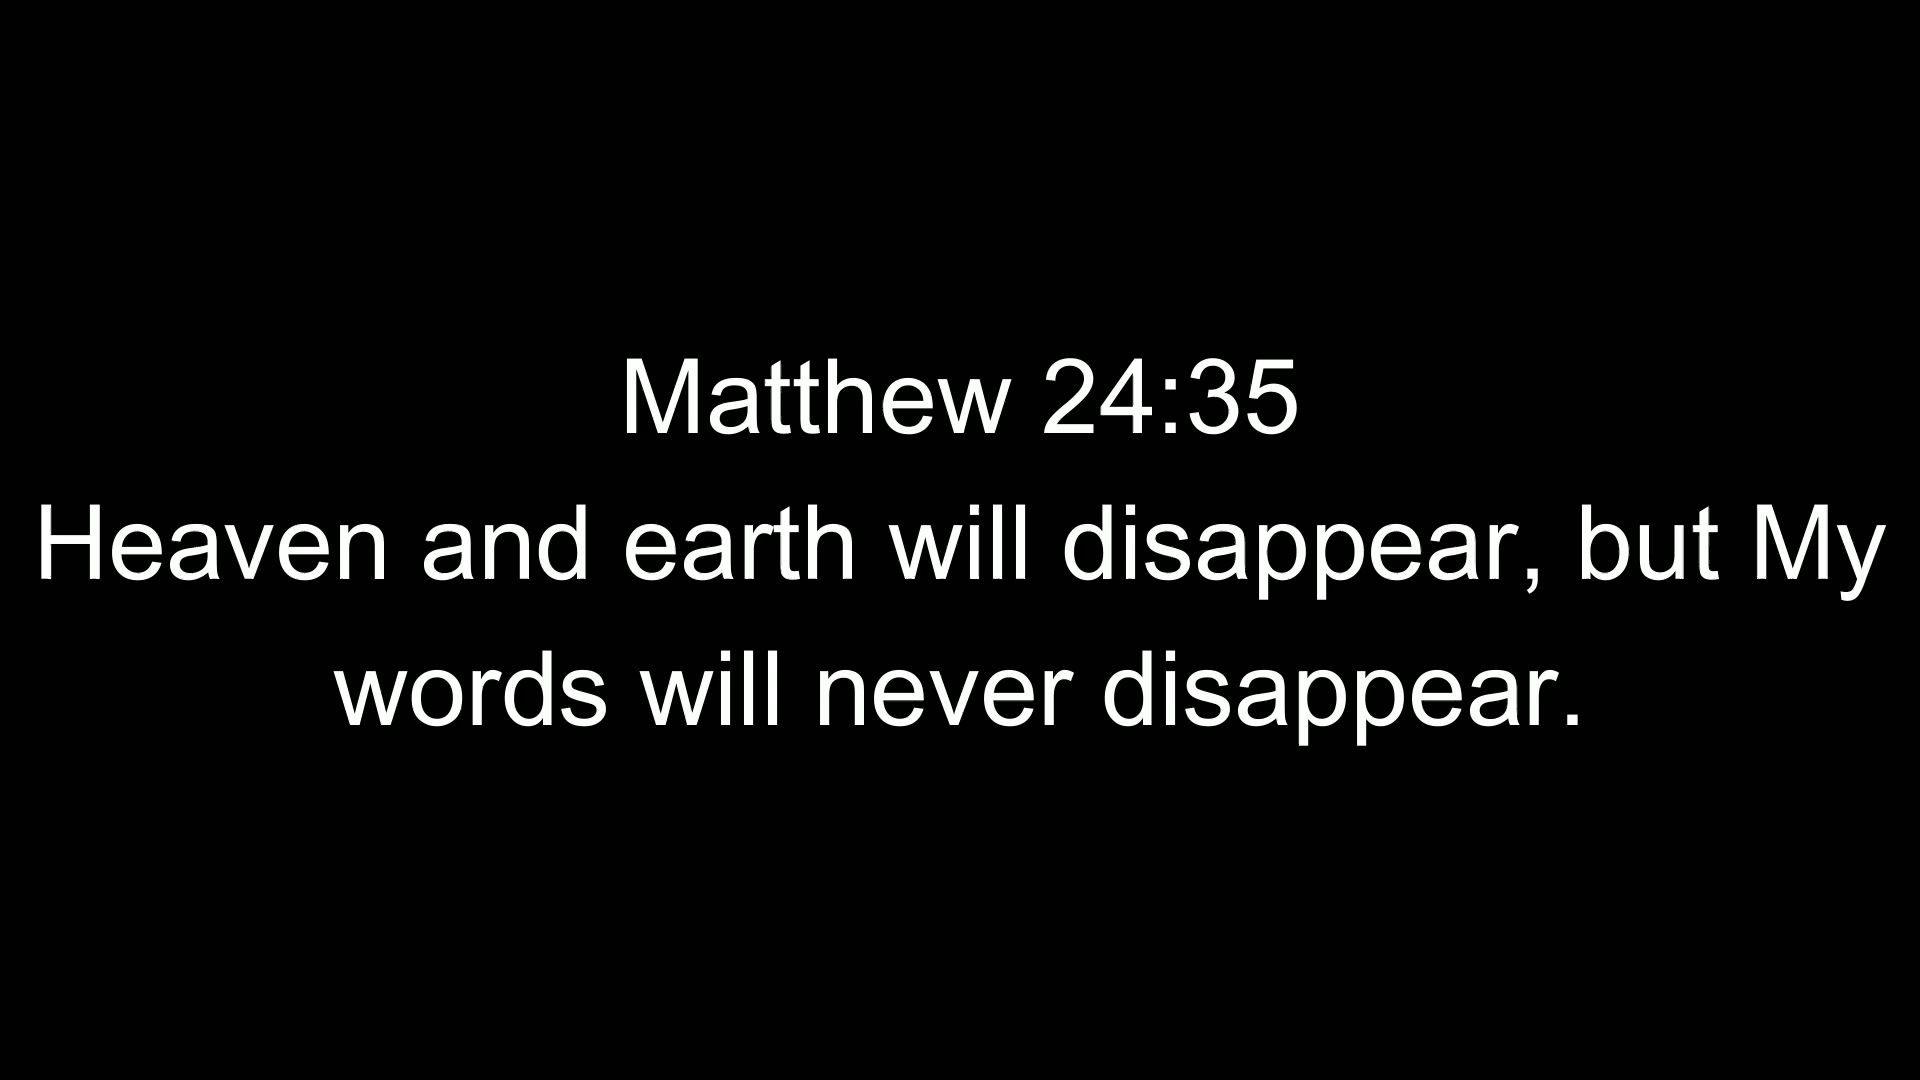 Matthew 24:35
Heaven and earth will disappear, but My
words will never disappear.